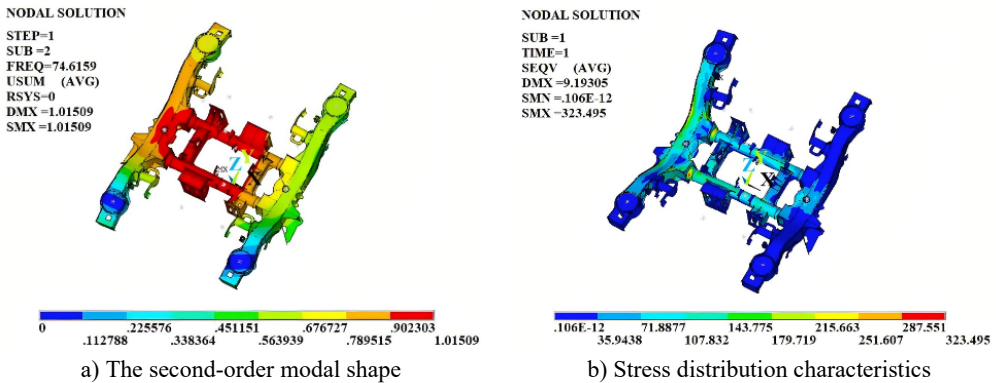 NODAL SOLUTION
STEP=1
SUB =2
FREQ=74.6159
USUM (AVG)
RSYS=0
DMX =1.01509
SMX =1.01509
Z
Y
X
0
.225576
.451151
.676727
.902303
.112788
.338364
.563939
.789515
1.01509
a) The second-order modal shape
NODAL SOLUTION
SUB =1
TIME=1
SEQV (AVG)
DMX =9.19305
SMN =.106E-12
SMX =323.495
Z
Y
X
.106E-12
71.8877
143.775
215.663
287.551
35.9438
107.832
179.719
251.607
323.495
b) Stress distribution characteristics